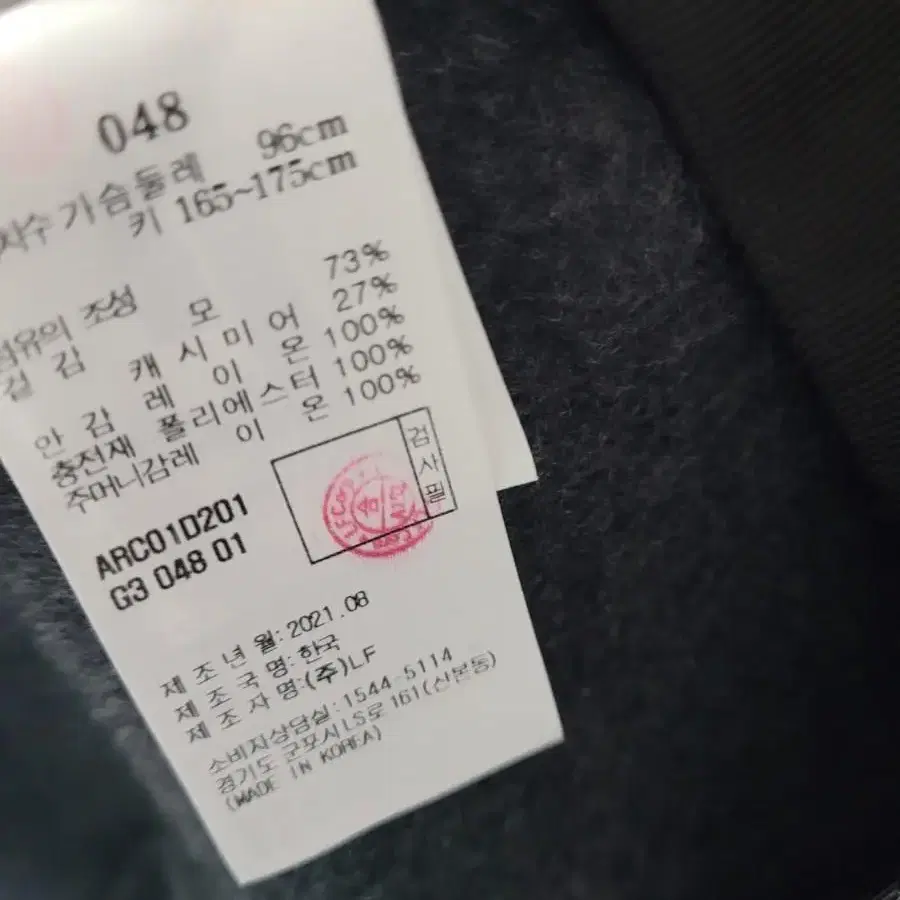 048
치수 가슴둘레 96cm
키 165~175cm
섬유의 조성
겉감 모 73%
캐시미어 27%
안감 레이온 100%
충전재 폴리에스터 100%
주머니감 레이온 100%
검사필
ARC01D201
G3 048 01
제조년월: 2021.08
제조국명: 한국
제조자명: (주)LF
소비자상담실: 1544-5114
경기도 군포시 LS로 161(산본동)
(MADE IN KOREA)